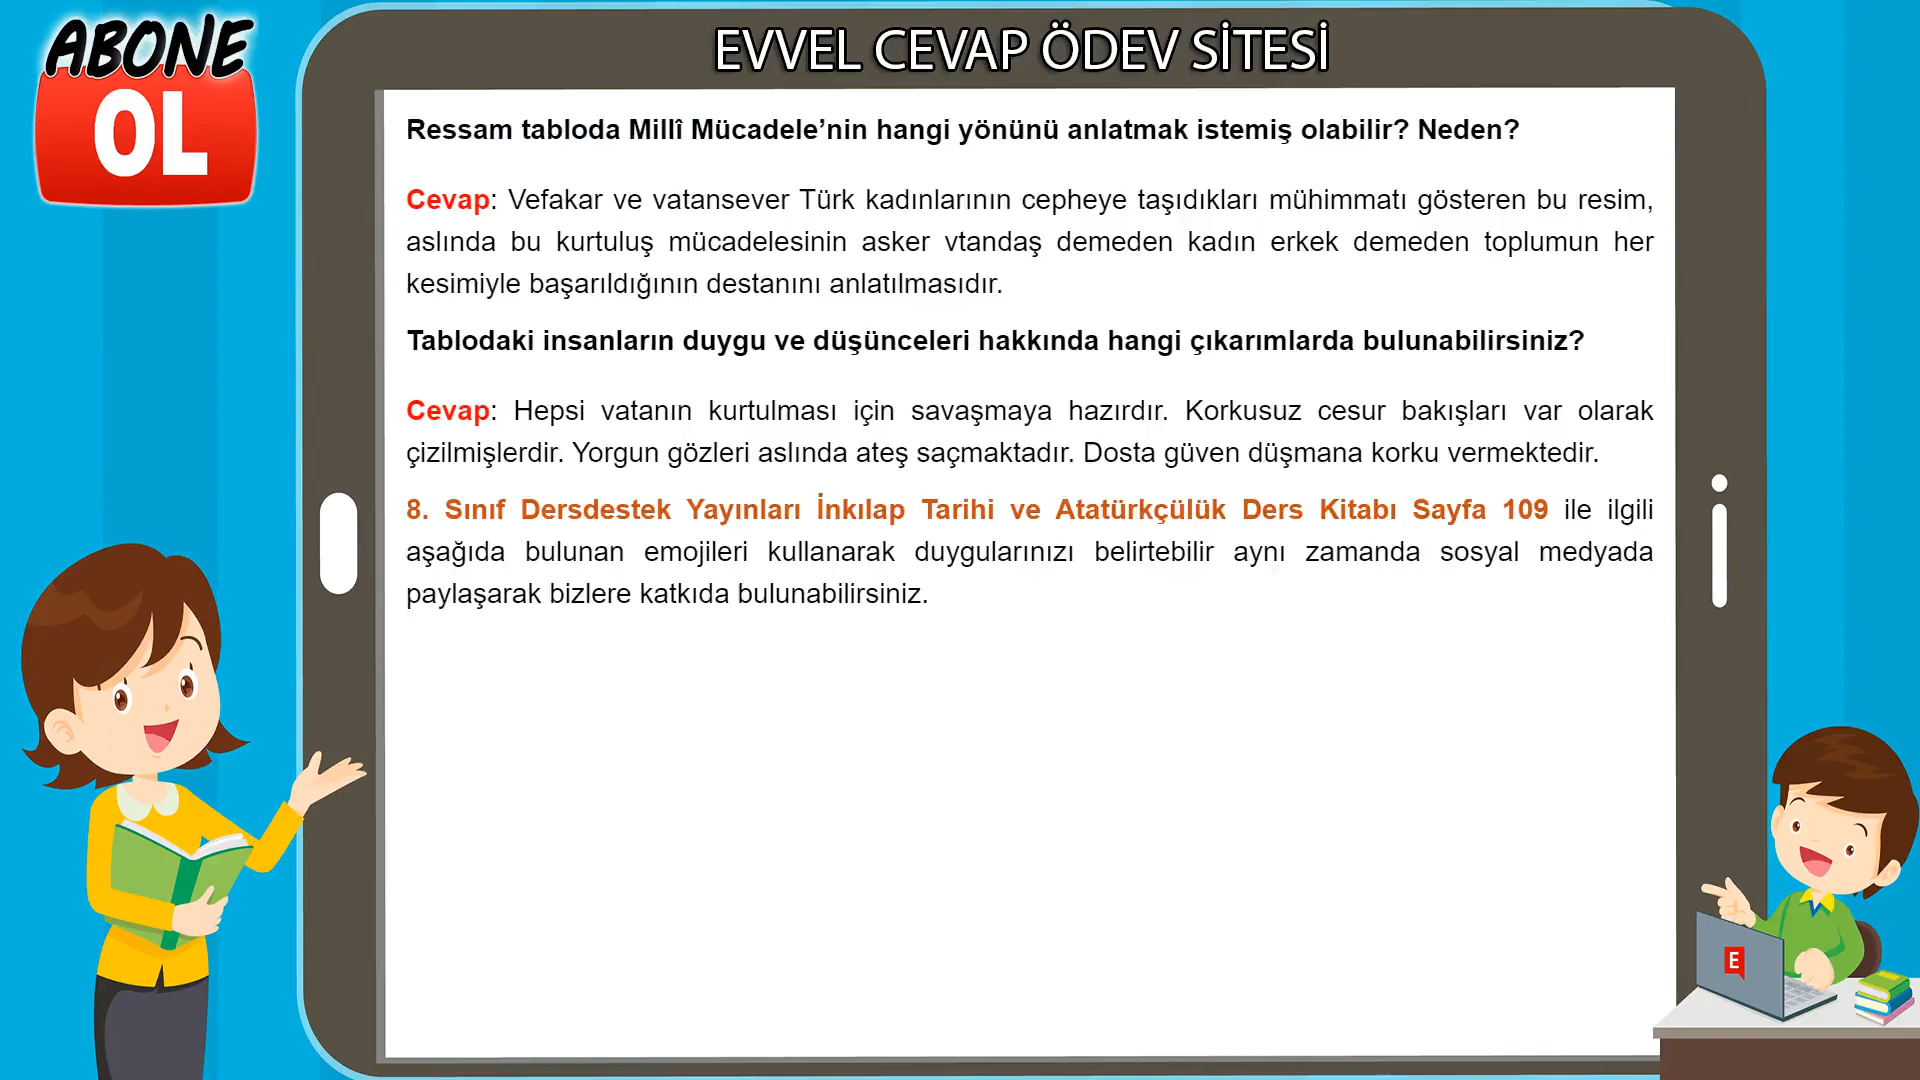 ABONE
OL
EVVEL CEVAP ÖDEV SİTESİ
Ressam tabloda Millî Mücadele’nin hangi yönünü anlatmak istemiş olabilir? Neden?
Cevap: Vefakar ve vatansever Türk kadınlarının cepheye taşıdıkları mühimmatı gösteren bu resim,
aslında bu kurtuluş mücadelesinin asker vtandaş demeden kadın erkek demeden toplumun her
kesimiyle başarıldığının destanını anlatılmasıdır.
Tablodaki insanların duygu ve düşünceleri hakkında hangi çıkarımlarda bulunabilirsiniz?
Cevap: Hepsi vatanın kurtulması için savaşmaya hazırdır. Korkusuz cesur bakışları var olarak
çizilmişlerdir. Yorgun gözleri aslında ateş saçmaktadır. Dosta güven düşmana korku vermektedir.
8. Sınıf Dersdestek Yayınları İnkılap Tarihi ve Atatürkçülük Ders Kitabı Sayfa 109 ile ilgili
aşağıda bulunan emojileri kullanarak duygularınızı belirtebilir aynı zamanda sosyal medyada
paylaşarak bizlere katkıda bulunabilirsiniz.
E